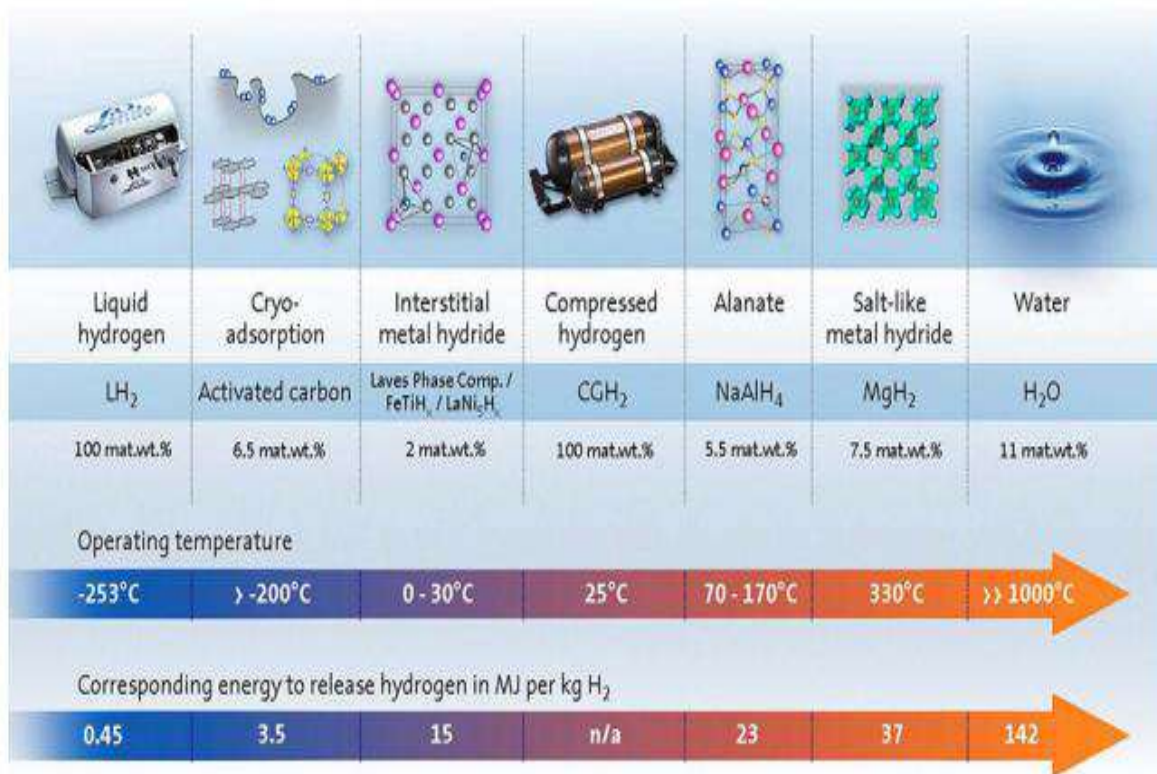 Linde
Liquid
hydrogen
Cryo-
adsorption
Interstitial
metal hydride
Compressed
hydrogen
Alanate
Salt-like
metal hydride
Water
LH₂
Activated carbon
Laves Phase Comp. /
FeTiHₓ / LaNi₅Hₓ
CGH₂
NaAlH₄
MgH₂
H₂O
100 mat.wt.%
6.5 mat.wt.%
2 mat.wt.%
100 mat.wt.%
5.5 mat.wt.%
7.5 mat.wt.%
11 mat.wt.%
Operating temperature
-253°C
> -200°C
0 - 30°C
25°C
70 - 170°C
330°C
>> 1000°C
Corresponding energy to release hydrogen in MJ per kg H₂
0.45
3.5
15
n/a
23
37
142